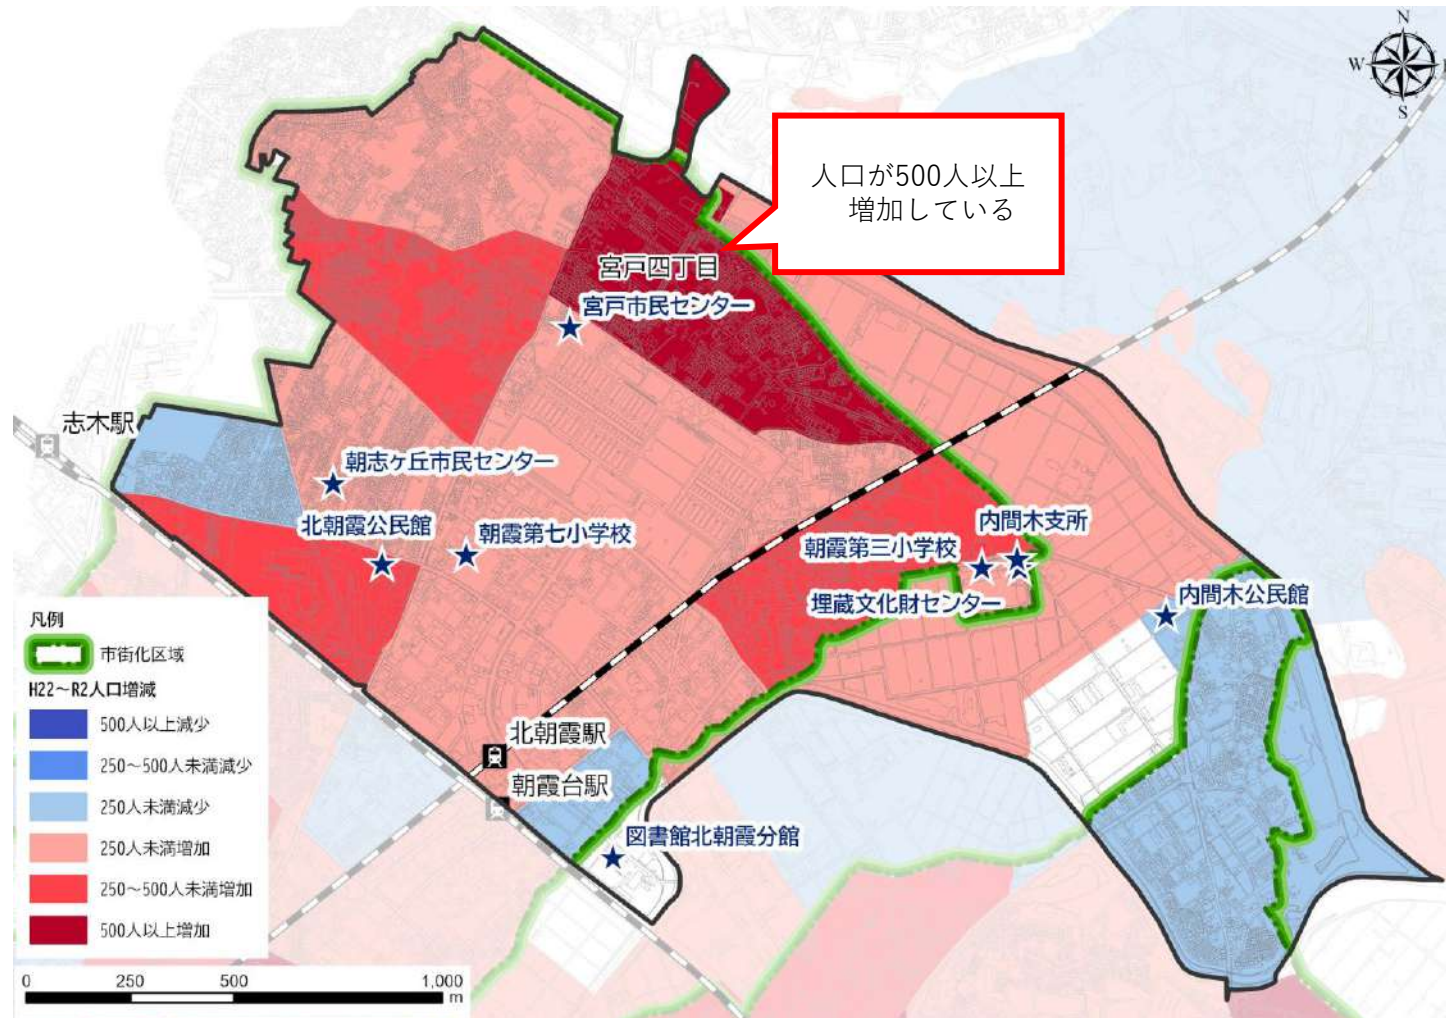 N
W
S
人口が500人以上
増加している
宮戸四丁目
宮戸市民センター
志木駅
朝志ヶ丘市民センター
北朝霞公民館
朝霞第七小学校
内間木支所
朝霞第三小学校
埋蔵文化財センター
内間木公民館
北朝霞駅
朝霞台駅
図書館北朝霞分館
凡例
市街化区域
H22～R2人口増減
500人以上減少
250～500人未満減少
250人未満減少
250人未満増加
250～500人未満増加
500人以上増加
0 250 500 1,000
m